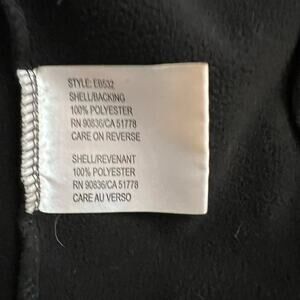 STYLE: EB532
SHELL/BACKING
100% POLYESTER
RN 90836/CA 51778
CARE ON REVERSE
SHELL/REVENANT
100% POLYESTER
RN 90836/CA 51778
CARE AU VERSO